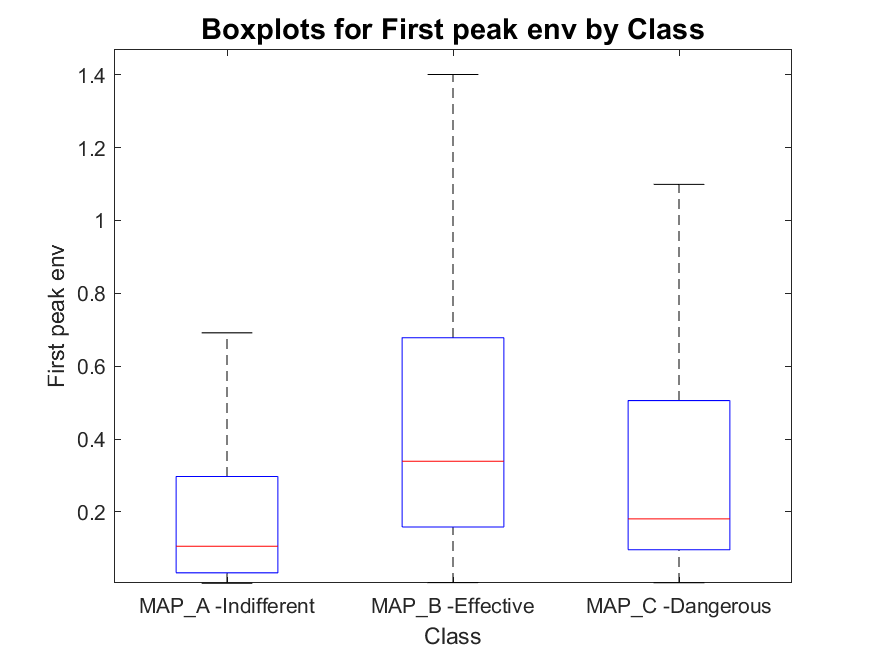 Boxplots for First peak env by Class
First peak env
1.4
1.2
1
0.8
0.6
0.4
0.2
MAP_A -Indifferent
MAP_B -Effective
MAP_C -Dangerous
Class